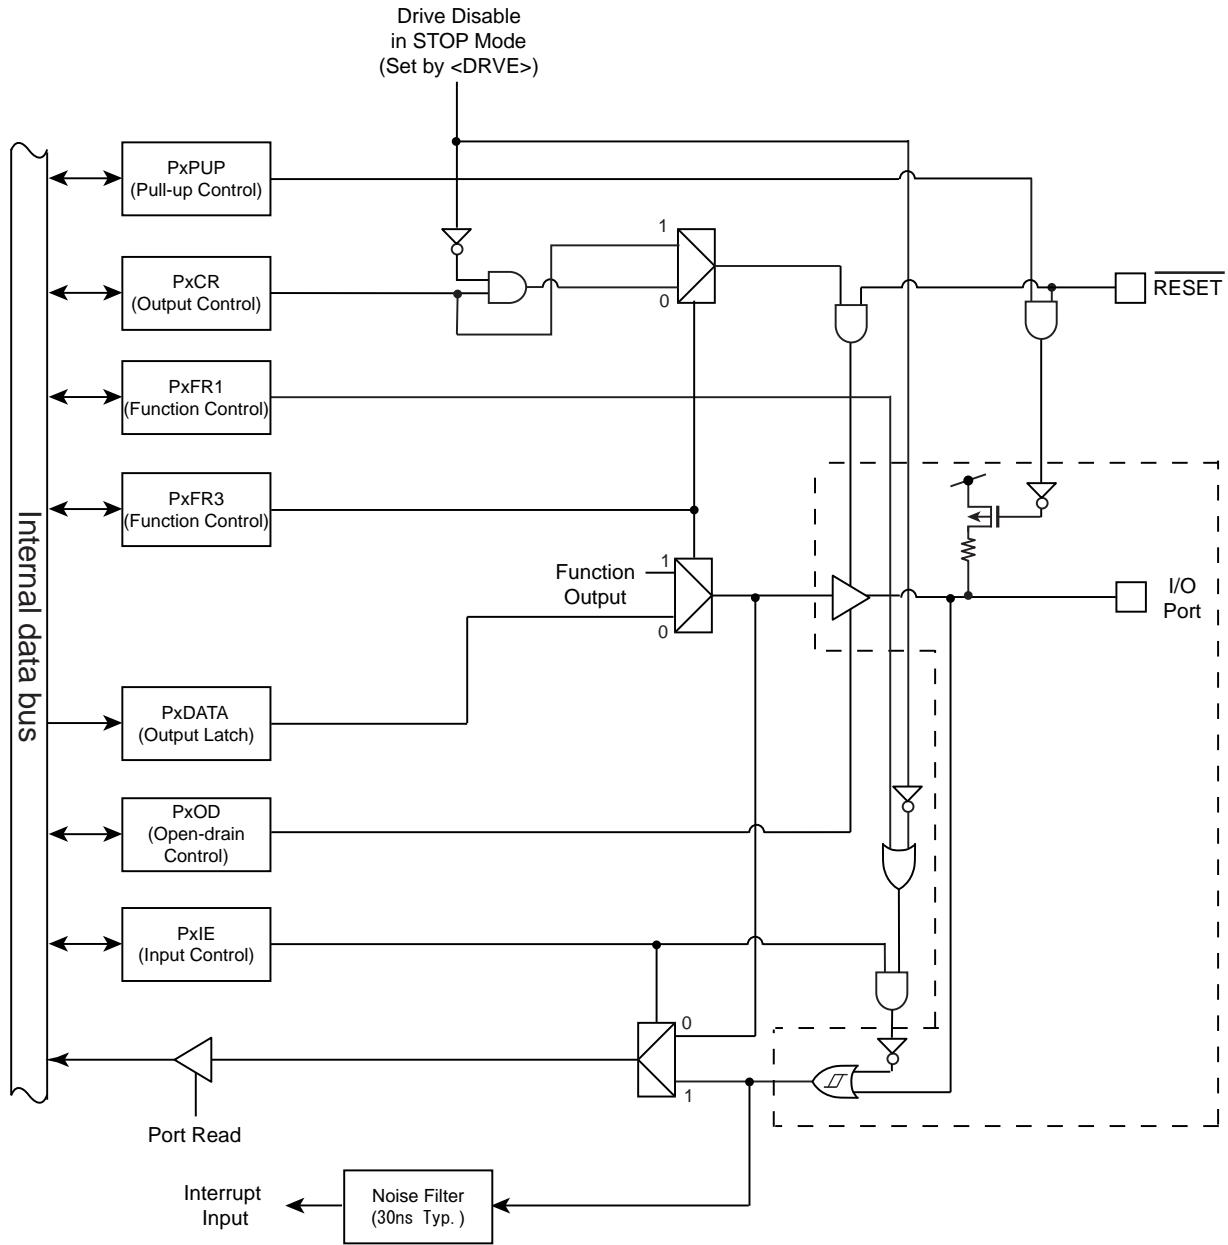 Drive Disable
in STOP Mode
(Set by <DRVE>)
PxPUP
(Pull-up Control)
1
PxCR
(Output Control)
0
RESET
PxFR1
(Function Control)
PxFR3
(Function Control)
Internal data bus
1
Function
Output
0
I/O
Port
PxDATA
(Output Latch)
PxOD
(Open-drain
Control)
PxIE
(Input Control)
0
1
Port Read
Interrupt
Input
Noise Filter
(30ns Typ.)